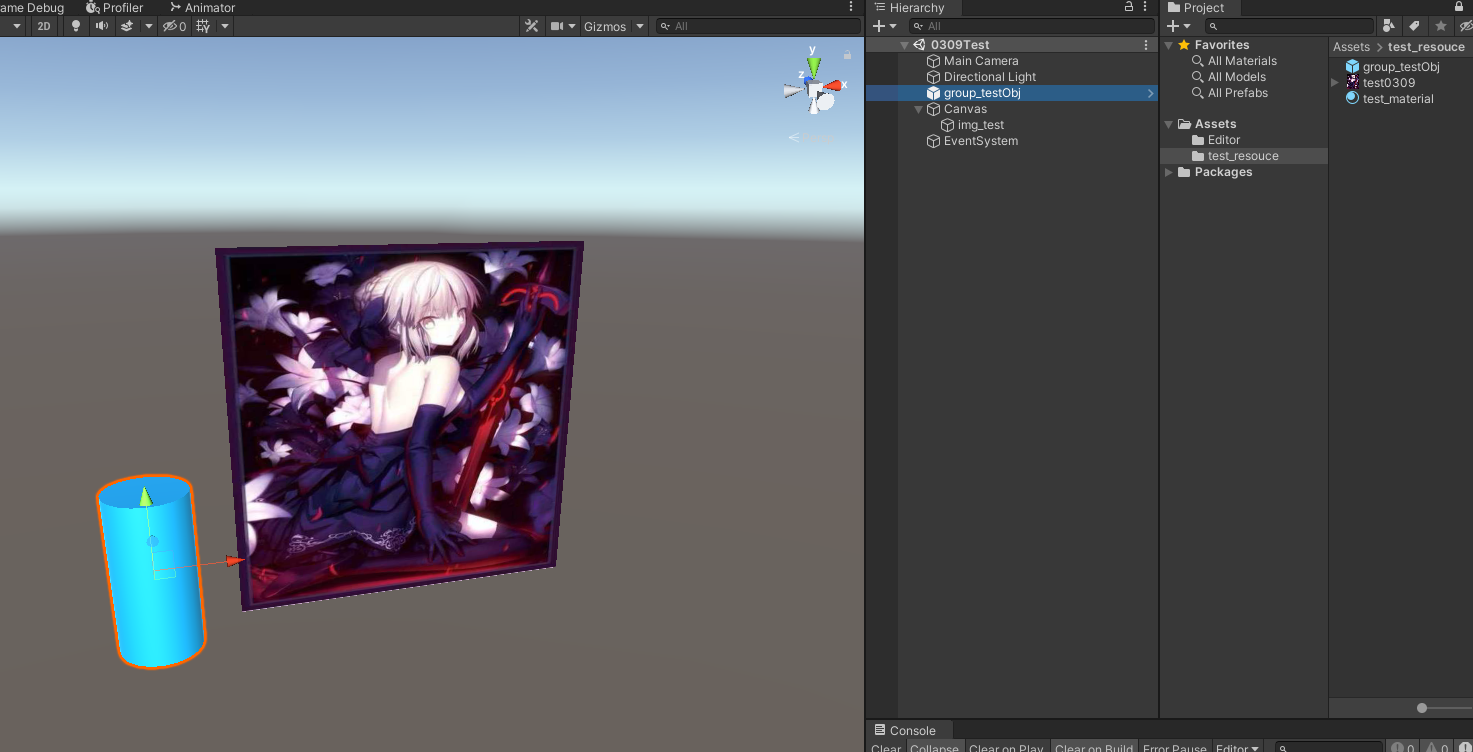 ame Debug Profiler Animator
2D 0 Gizmos All
y
z x
Hierarchy
All
0309Test
Main Camera
Directional Light
group_testObj
Canvas
img_test
EventSystem
Project
Favorites
All Materials
All Models
All Prefabs
Assets
Editor
test_resouce
Packages
Assets > test_resouce
group_testObj
test0309
test_material
Console
Clear Collapse Clear on Play Clear on Build Error Pause Editor 0 0